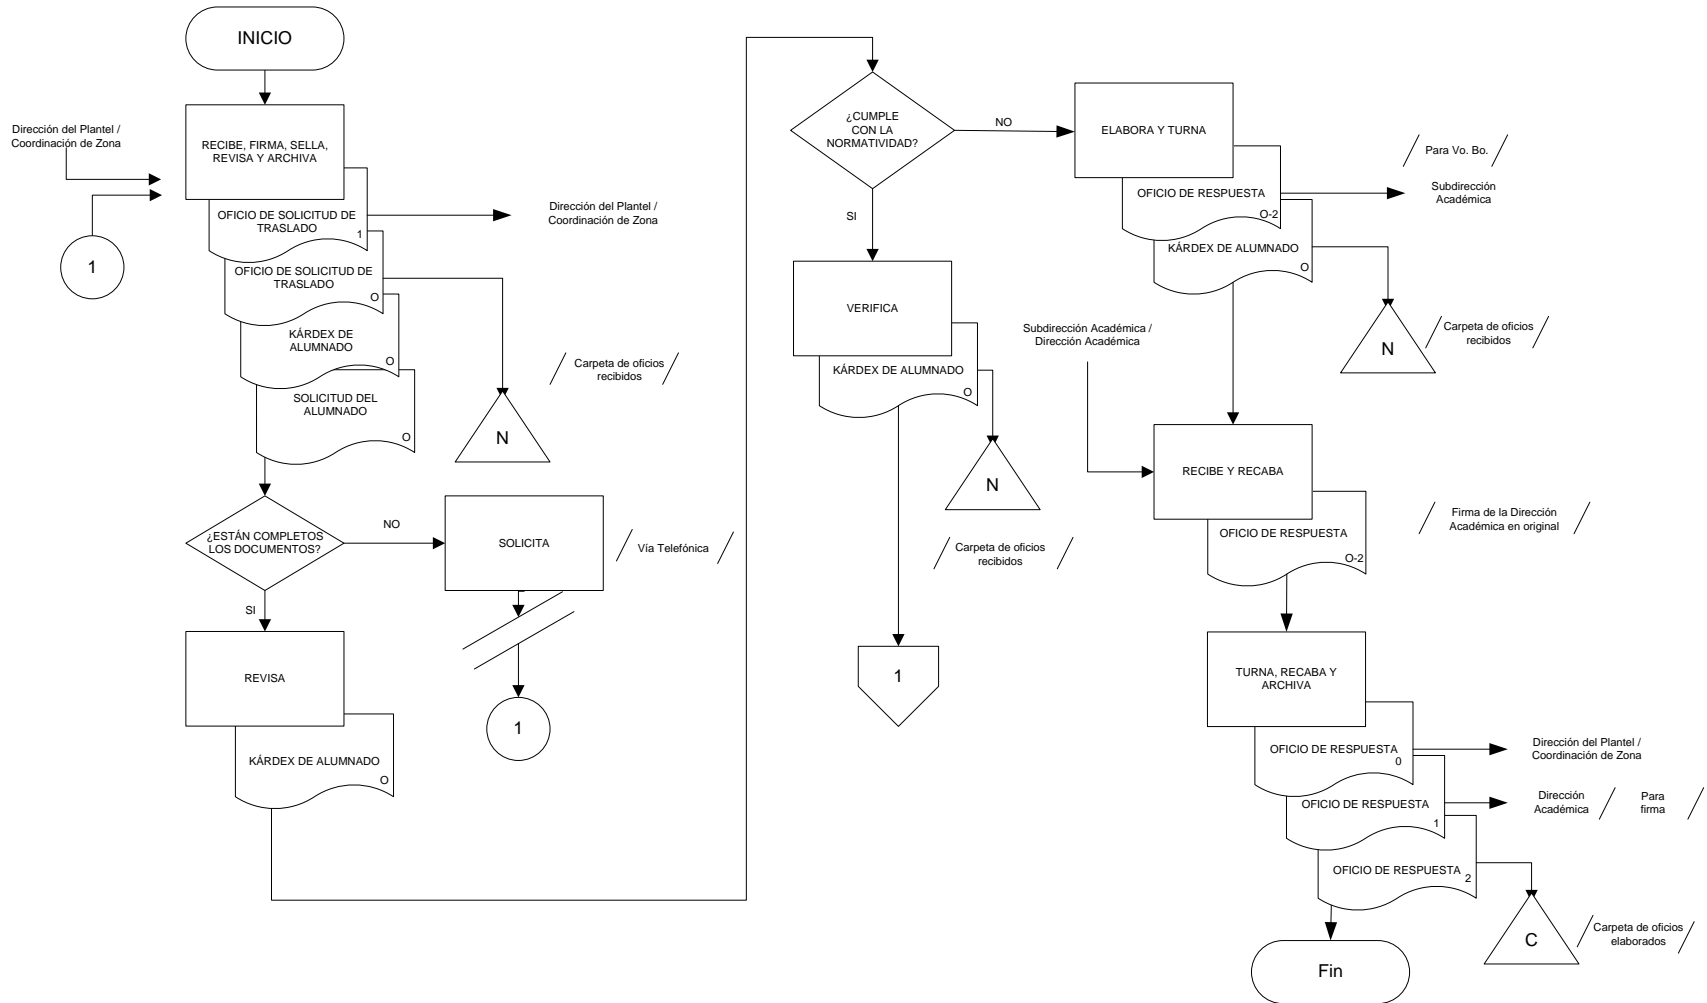 INICIO
Dirección del Plantel /
Coordinación de Zona
RECIBE, FIRMA, SELLA,
REVISA Y ARCHIVA
1
OFICIO DE SOLICITUD DE
TRASLADO
1
Dirección del Plantel /
Coordinación de Zona
OFICIO DE SOLICITUD DE
TRASLADO
O
KÁRDEX DE
ALUMNADO
O
SOLICITUD DEL
ALUMNADO
O
/ Carpeta de oficios /
recibidos
N
¿ESTÁN COMPLETOS
LOS DOCUMENTOS?
NO
SOLICITA
/ Vía Telefónica /
1
SI
REVISA
KÁRDEX DE ALUMNADO
O
¿CUMPLE
CON LA
NORMATIVIDAD?
NO
SI
VERIFICA
KÁRDEX DE ALUMNADO
O
N
/ Carpeta de oficios /
recibidos
1
ELABORA Y TURNA
/ Para Vo. Bo. /
OFICIO DE RESPUESTA
O-2
Subdirección
Académica
KÁRDEX DE ALUMNADO
O
N
/ Carpeta de oficios /
recibidos
Subdirección Académica /
Dirección Académica
RECIBE Y RECABA
OFICIO DE RESPUESTA
O-2
/ Firma de la Dirección /
Académica en original
TURNA, RECABA Y
ARCHIVA
OFICIO DE RESPUESTA
0
Dirección del Plantel /
Coordinación de Zona
OFICIO DE RESPUESTA
1
Dirección
Académica
/ Para /
firma
OFICIO DE RESPUESTA
2
C
/ Carpeta de oficios /
elaborados
Fin